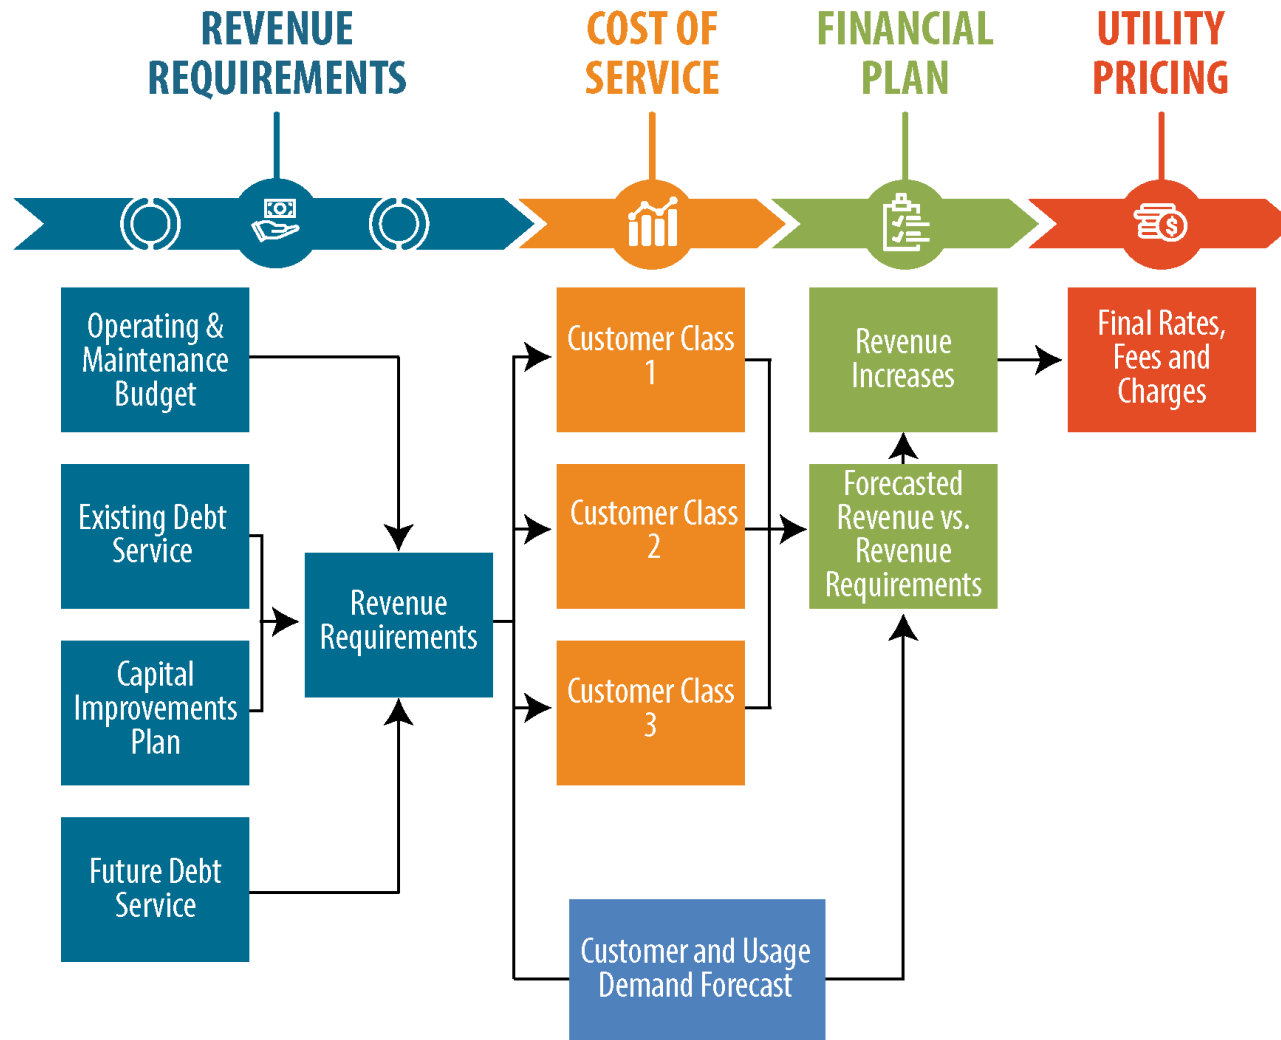 REVENUE
REQUIREMENTS
COST OF
SERVICE
FINANCIAL
PLAN
UTILITY
PRICING
$
Operating &
Maintenance
Budget
Existing Debt
Service
Capital
Improvements
Plan
Future Debt
Service
Revenue
Requirements
Customer Class
1
Customer Class
2
Customer Class
3
Customer and Usage
Demand Forecast
Revenue
Increases
Forecasted
Revenue vs.
Revenue
Requirements
Final Rates,
Fees and
Charges